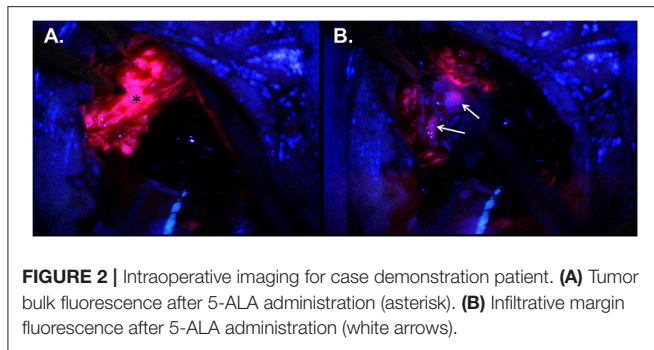 A.
B.
*
FIGURE 2 | Intraoperative imaging for case demonstration patient. (A) Tumor
bulk fluorescence after 5-ALA administration (asterisk). (B) Infiltrative margin
fluorescence after 5-ALA administration (white arrows).